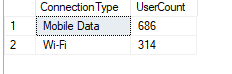 ConnectionType UserCount
1 Mobile Data 686
2 Wi-Fi 314